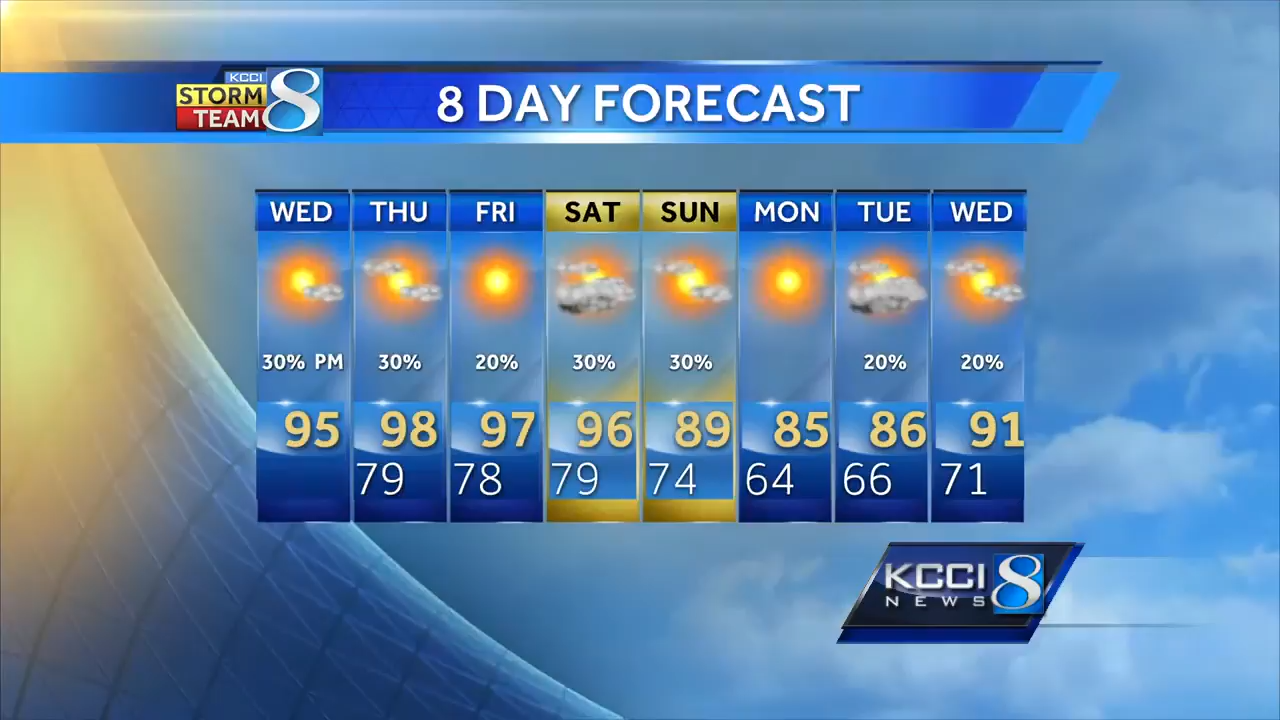 KCCI
STORM
TEAM 8
8 DAY FORECAST
WED THU FRI SAT SUN MON TUE WED
30% PM 30% 20% 30% 30% 20% 20%
95 98 97 96 89 85 86 91
79 78 79 74 64 66 71
KCCI 8
NEWS